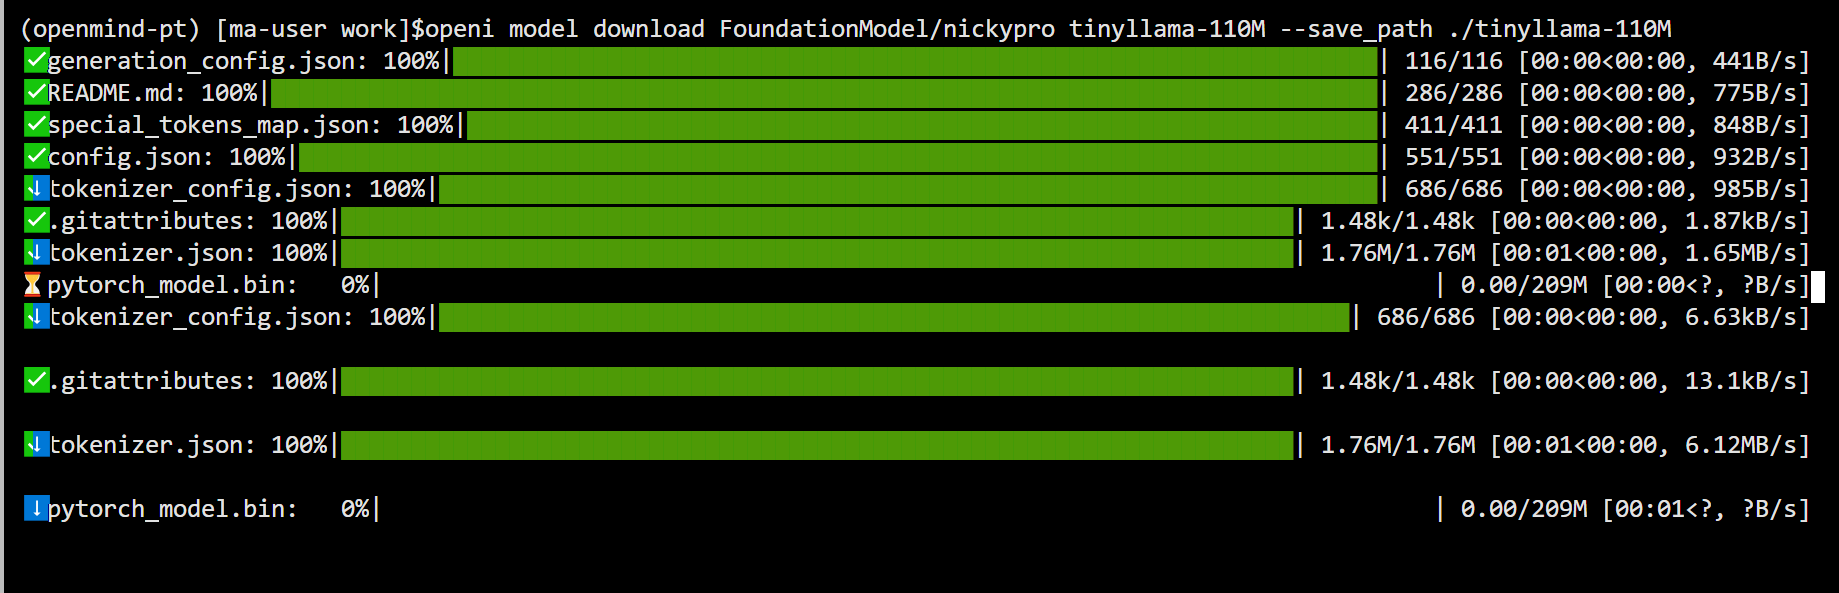 (openmind-pt) [ma-user work]$openi model download FoundationModel/nickypro tinyllama-110M --save_path ./tinyllama-110M
generation_config.json: 100%| | 116/116 [00:00<00:00, 441B/s]
README.md: 100%| | 286/286 [00:00<00:00, 775B/s]
special_tokens_map.json: 100%| | 411/411 [00:00<00:00, 848B/s]
config.json: 100%| | 551/551 [00:00<00:00, 932B/s]
tokenizer_config.json: 100%| | 686/686 [00:00<00:00, 985B/s]
.gitattributes: 100%| | 1.48k/1.48k [00:00<00:00, 1.87kB/s]
tokenizer.json: 100%| | 1.76M/1.76M [00:01<00:00, 1.65MB/s]
pytorch_model.bin: 0%| | 0.00/209M [00:00<?, ?B/s]
tokenizer_config.json: 100%| | 686/686 [00:00<00:00, 6.63kB/s]
.gitattributes: 100%| | 1.48k/1.48k [00:00<00:00, 13.1kB/s]
tokenizer.json: 100%| | 1.76M/1.76M [00:01<00:00, 6.12MB/s]
pytorch_model.bin: 0%| | 0.00/209M [00:01<?, ?B/s]